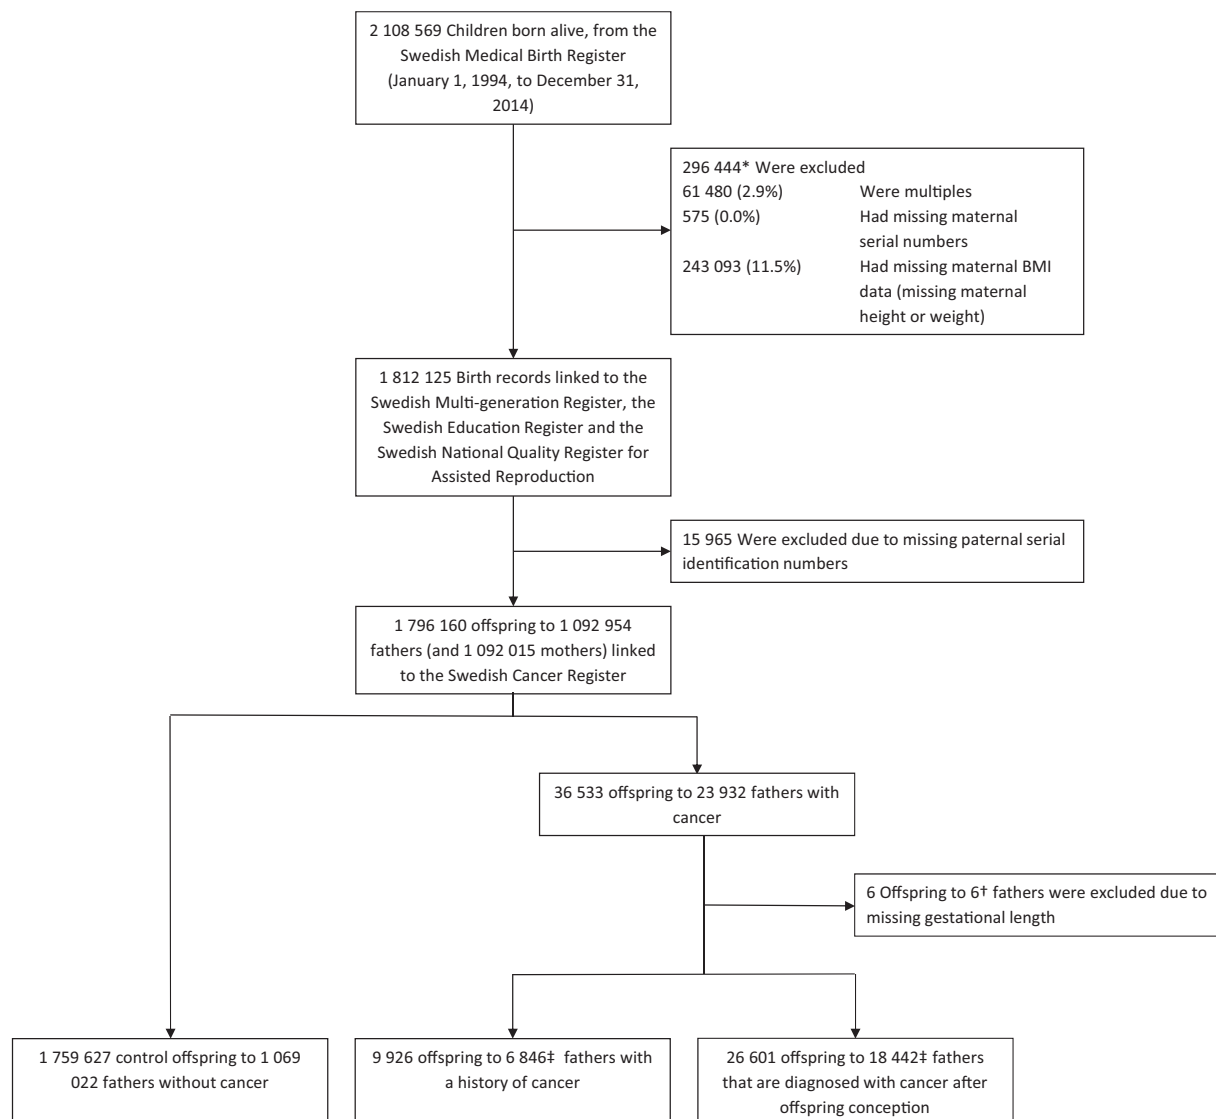 2 108 569 Children born alive, from the
Swedish Medical Birth Register
(January 1, 1994, to December 31,
2014)
296 444* Were excluded
61 480 (2.9%) Were multiples
575 (0.0%) Had missing maternal
serial numbers
243 093 (11.5%) Had missing maternal BMI
data (missing maternal
height or weight)
1 812 125 Birth records linked to the
Swedish Multi-generation Register, the
Swedish Education Register and the
Swedish National Quality Register for
Assisted Reproduction
15 965 Were excluded due to missing paternal serial
identification numbers
1 796 160 offspring to 1 092 954
fathers (and 1 092 015 mothers) linked
to the Swedish Cancer Register
36 533 offspring to 23 932 fathers with
cancer
6 Offspring to 6† fathers were excluded due to
missing gestational length
1 759 627 control offspring to 1 069
022 fathers without cancer
9 926 offspring to 6 846‡ fathers with
a history of cancer
26 601 offspring to 18 442‡ fathers
that are diagnosed with cancer after
offspring conception